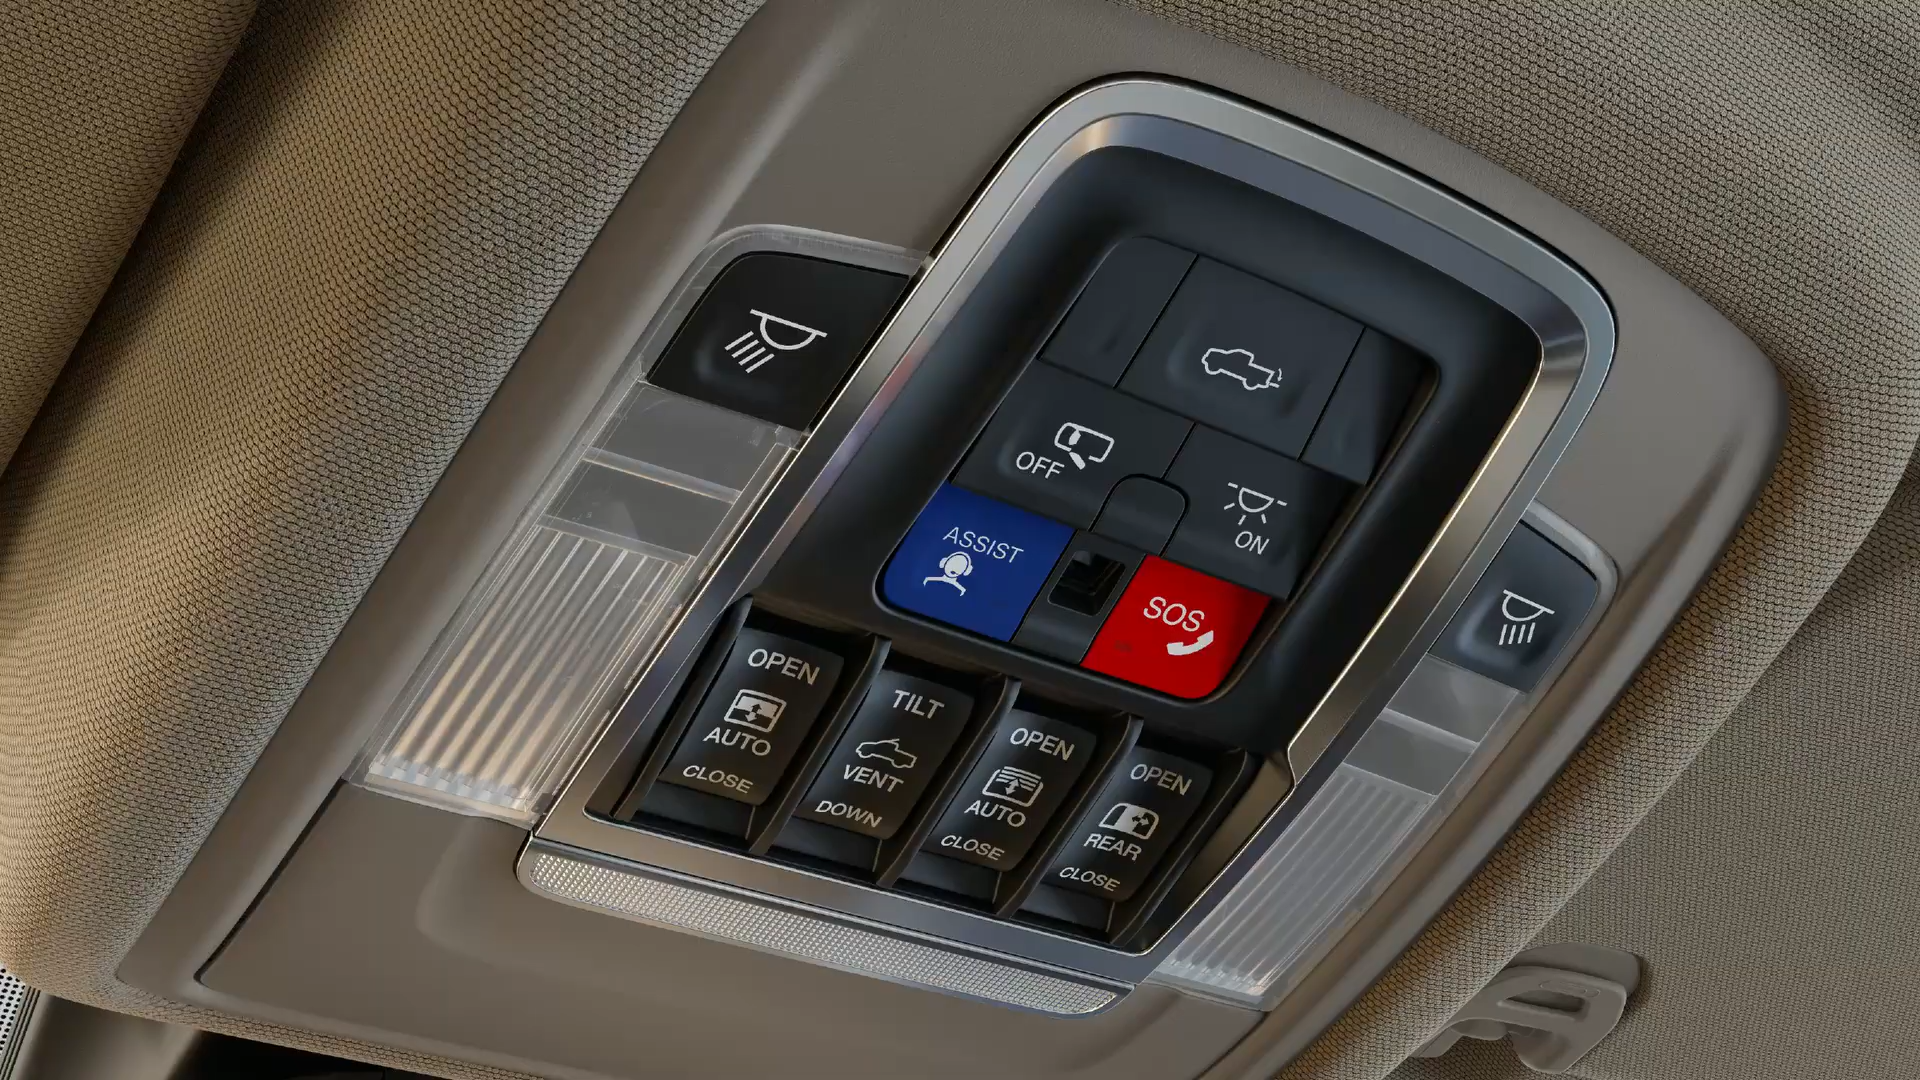 OFF
ON
ASSIST
SOS
OPEN
AUTO
CLOSE
TILT
VENT
DOWN
OPEN
AUTO
CLOSE
OPEN
REAR
CLOSE